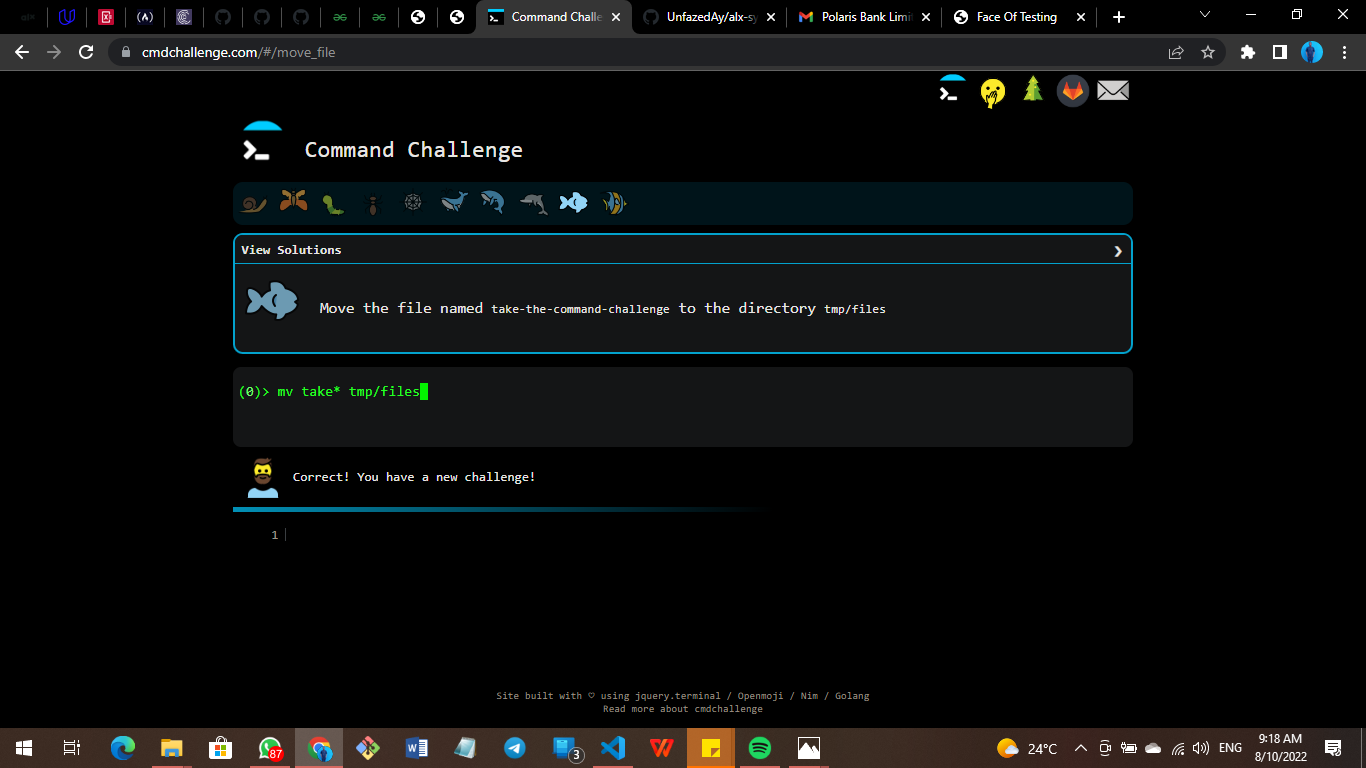 Command Challe
UnfazedAy/alx-sy
Polaris Bank Limi
Face Of Testing
cmdchallenge.com/#/move_file
Command Challenge
View Solutions
Move the file named take-the-command-challenge to the directory tmp/files
(0)> mv take* tmp/files
Correct! You have a new challenge!
1
Site built with ♡ using jquery.terminal / Openmoji / Nim / Golang
Read more about cmdchallenge
87
3
24°C
ENG
9:18 AM
8/10/2022